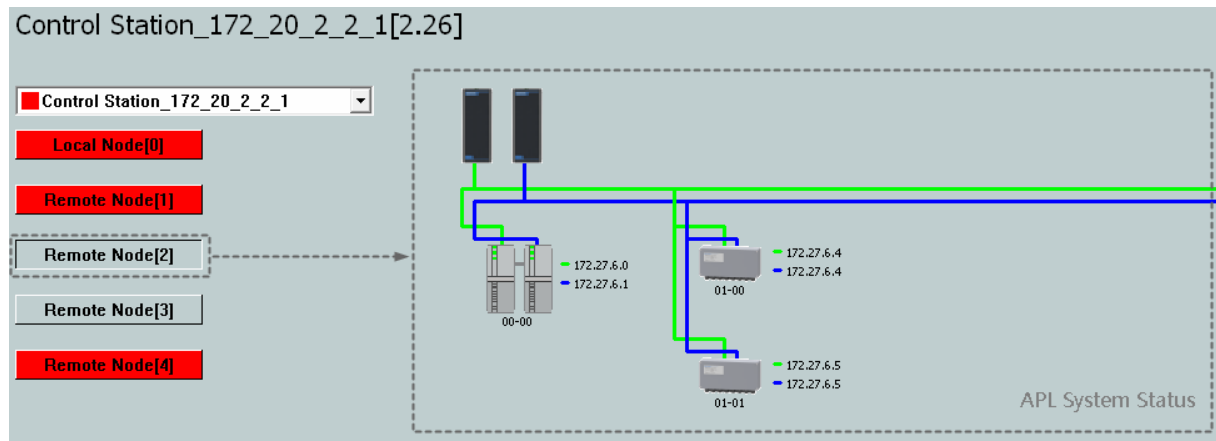 Control Station_172_20_2_2_1[2.26]
Control Station_172_20_2_2_1
Local Node[0]
Remote Node[1]
Remote Node[2]
Remote Node[3]
Remote Node[4]
172.27.6.0
172.27.6.1
00-00
172.27.6.4
172.27.6.4
01-00
172.27.6.5
172.27.6.5
01-01
APL System Status